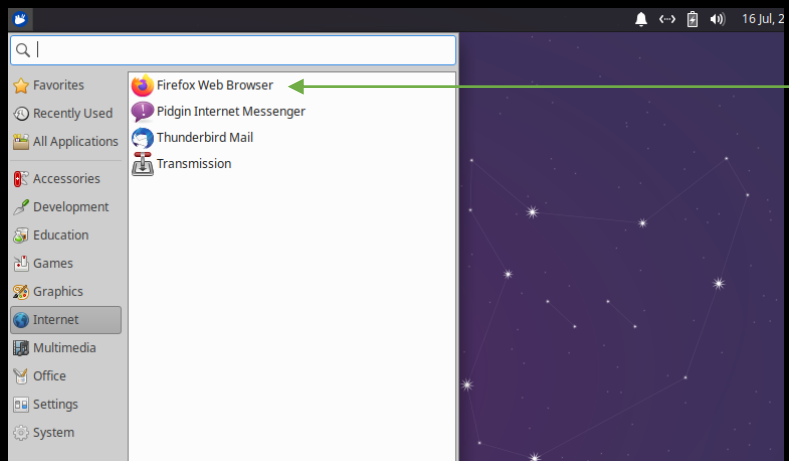 16 Jul, 2
Favorites
Recently Used
All Applications
Accessories
Development
Education
Games
Graphics
Internet
Multimedia
Office
Settings
System
Firefox Web Browser
Pidgin Internet Messenger
Thunderbird Mail
Transmission